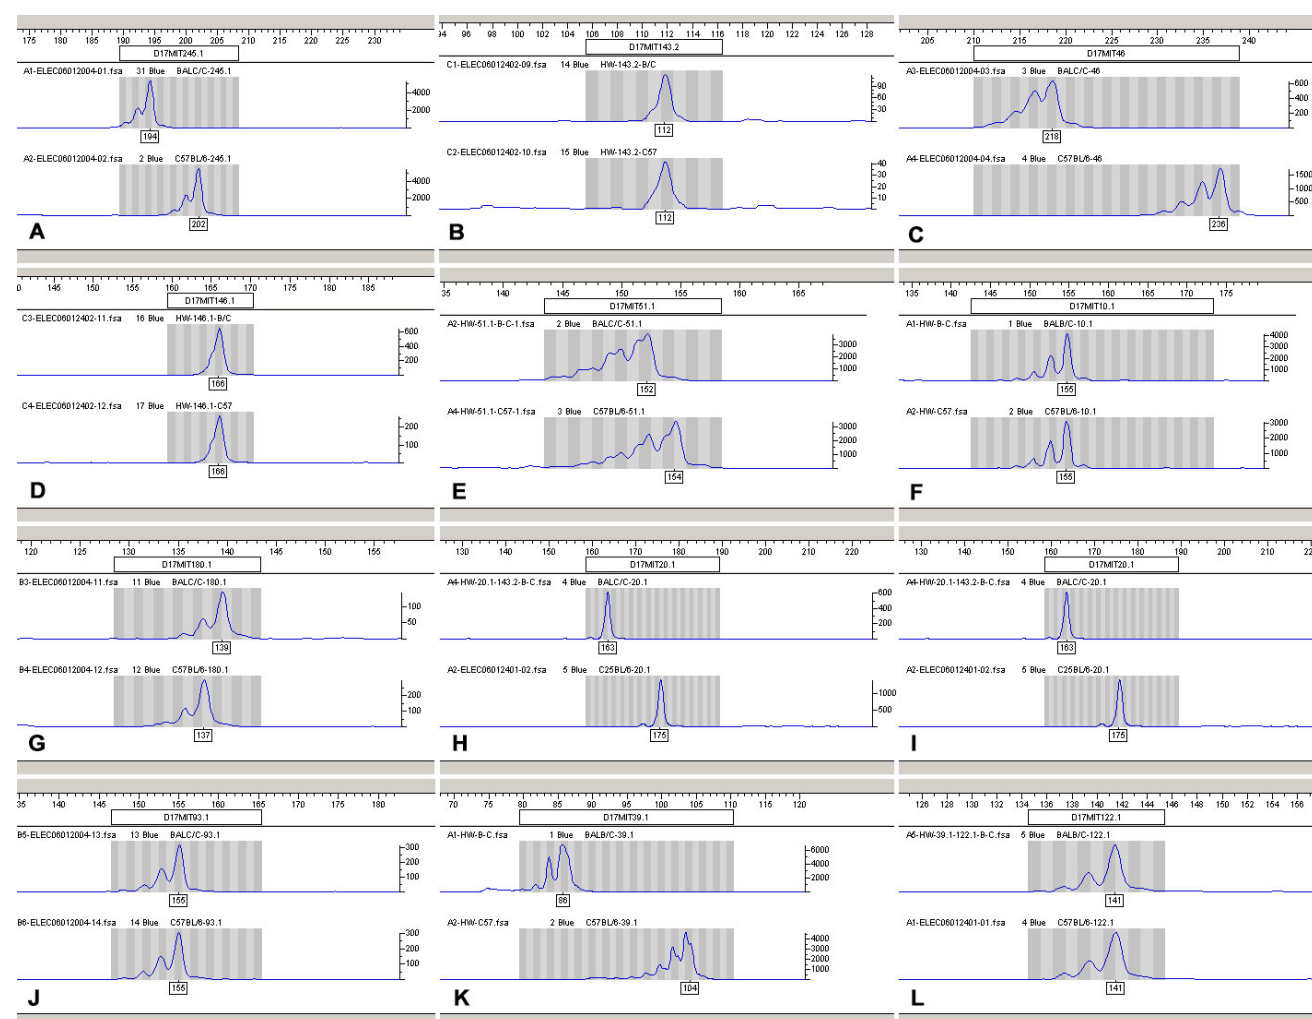 175 180 185 190 195 200 205 210 215 220 225 230
D17MIT245.1
A1-ELEC06012004-01.fsa 31 Blue BALC/C-245.1
4000
2000
194
A2-ELEC06012004-02.fsa 2 Blue C57BL/6-245.1
4000
2000
202
A
94 96 98 100 102 104 106 108 110 112 114 116 118 120 122 124 126 128
D17MIT143.2
C1-ELEC06012402-09.fsa 14 Blue HW-143.2-B/C
90
60
30
112
C2-ELEC06012402-10.fsa 15 Blue HW-143.2-C57
40
30
20
10
112
B
205 210 215 220 225 230 235 240
D17MIT46
A3-ELEC06012004-03.fsa 3 Blue BALC/C-46
600
400
200
218
A4-ELEC06012004-04.fsa 4 Blue C57BL/6-46
1500
1000
500
236
C
0 145 150 155 160 165 170 175 180 185
D17MIT146.1
C3-ELEC06012402-11.fsa 16 Blue HW-146.1-B/C
600
400
200
166
C4-ELEC06012402-12.fsa 17 Blue HW-146.1-C57
200
100
166
D
35 145 150 155 160 165
D17MIT51.1
A2-HW-51.1-B-C-1.fsa 2 Blue BALC/C-51.1
3000
2000
1000
152
A4-HW-51.1-C57-1.fsa 3 Blue C57BL/6-51.1
3000
2000
1000
154
E
135 140 145 150 155 160 165 170 175
D17MIT10.1
A1-HW-B-C.fsa 1 Blue BALB/C-10.1
4000
3000
2000
1000
155
A2-HW-C57.fsa 2 Blue C57BL/6-10.1
3000
2000
1000
155
F
120 125 130 135 140 145 150 155
D17MIT180.1
B3-ELEC06012004-11.fsa 11 Blue BALC/C-180.1
100
50
139
B4-ELEC06012004-12.fsa 12 Blue C57BL/6-180.1
200
100
137
G
130 140 150 160 170 180 190 200 210 220
D17MIT20.1
A4-HW-20.1-143.2-B-C.fsa 4 Blue BALC/C-20.1
600
400
200
163
A2-ELEC06012401-02.fsa 5 Blue C25BL/6-20.1
1000
500
175
H
130 140 150 160 170 180 190 200 210 22
D17MIT20.1
A4-HW-20.1-143.2-B-C.fsa 4 Blue BALC/C-20.1
163
A2-ELEC06012401-02.fsa 5 Blue C25BL/6-20.1
175
I
35 140 145 150 155 160 165 170 175 180
D17MIT93.1
B5-ELEC06012004-13.fsa 13 Blue BALC/C-93.1
300
200
100
155
B6-ELEC06012004-14.fsa 14 Blue C57BL/6-93.1
300
200
100
155
J
70 75 80 85 90 95 100 105 110 115 120
D17MIT39.1
A1-HW-B-C.fsa 1 Blue BALB/C-39.1
6000
4000
2000
86
A2-HW-C57.fsa 2 Blue C57BL/6-39.1
4000
3000
2000
1000
104
K
126 128 130 132 134 136 138 140 142 144 146 148 150 152 154 156
D17MIT122.1
A5-HW-39.1-122.1-B-C.fsa 5 Blue BALB/C-122.1
141
A1-ELEC06012401-01.fsa 4 Blue C57BL/6-122.1
141
L